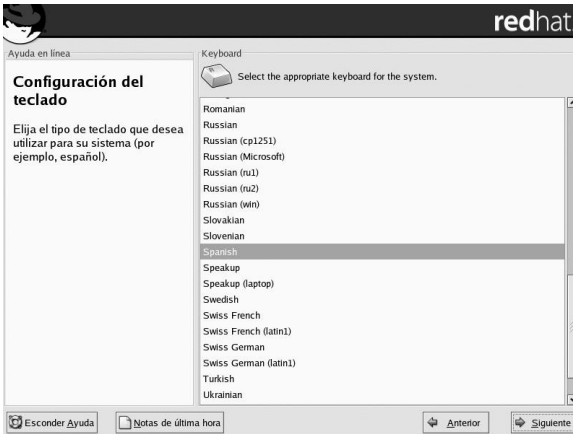 redhat
Ayuda en línea
Configuración del
teclado
Elija el tipo de teclado que desea
utilizar para su sistema (por
ejemplo, español).
Keyboard
Select the appropriate keyboard for the system.
Romanian
Russian
Russian (cp1251)
Russian (Microsoft)
Russian (ru1)
Russian (ru2)
Russian (win)
Slovakian
Slovenian
Spanish
Speakup
Speakup (laptop)
Swedish
Swiss French
Swiss French (latin1)
Swiss German
Swiss German (latin1)
Turkish
Ukrainian
Esconder Ayuda
Notas de última hora
Anterior
Siguiente